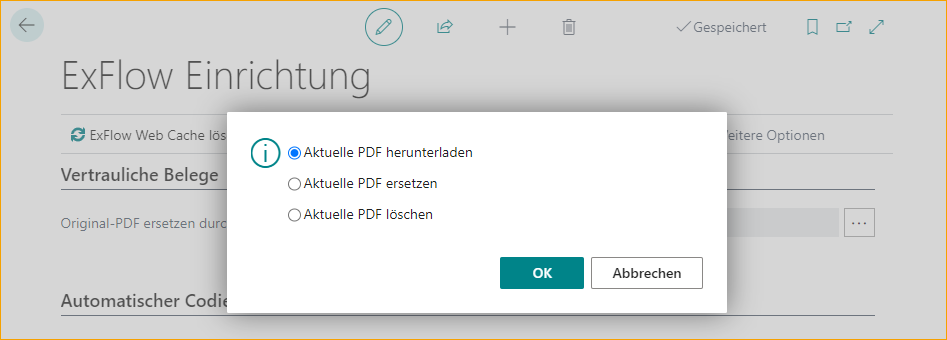 Gespeichert
ExFlow Einrichtung
ExFlow Web Cache lös
eitere Optionen
Aktuelle PDF herunterladen
Vertrauliche Belege
Aktuelle PDF ersetzen
Aktuelle PDF löschen
Original-PDF ersetzen durc
OK
Abbrechen
Automatischer Codie